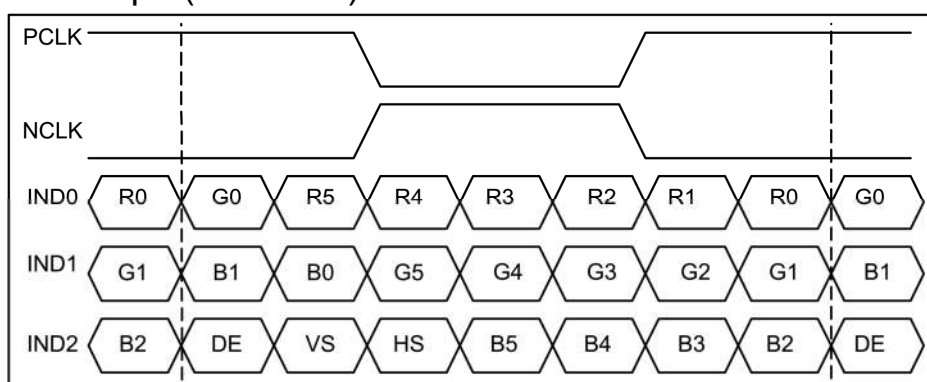 PCLK
NCLK
IND0 R0 G0 R5 R4 R3 R2 R1 R0 G0
IND1 G1 B1 B0 G5 G4 G3 G2 G1 B1
IND2 B2 DE VS HS B5 B4 B3 B2 DE